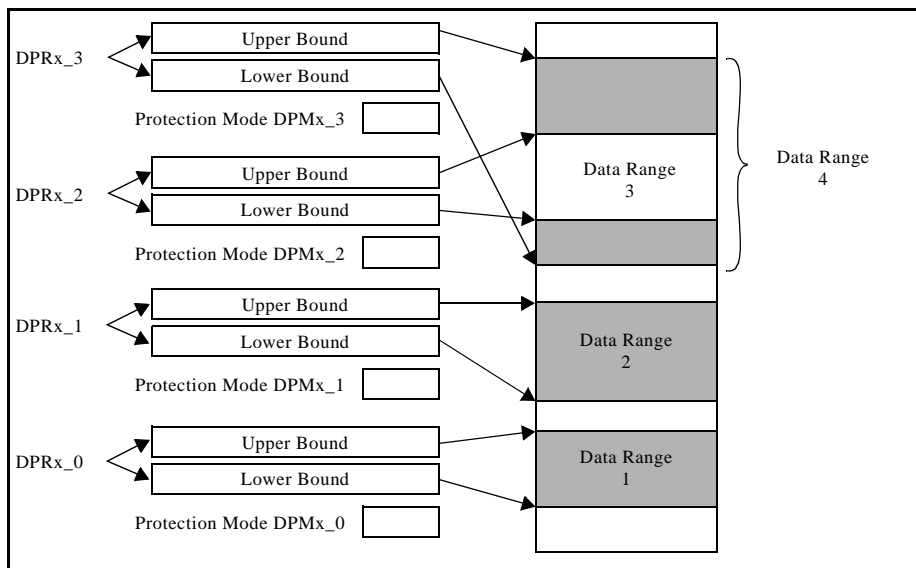 DPRx_3
Upper Bound
Lower Bound
Protection Mode DPMx_3
DPRx_2
Upper Bound
Lower Bound
Protection Mode DPMx_2
DPRx_1
Upper Bound
Lower Bound
Protection Mode DPMx_1
DPRx_0
Upper Bound
Lower Bound
Protection Mode DPMx_0
Data Range
3
Data Range
4
Data Range
2
Data Range
1